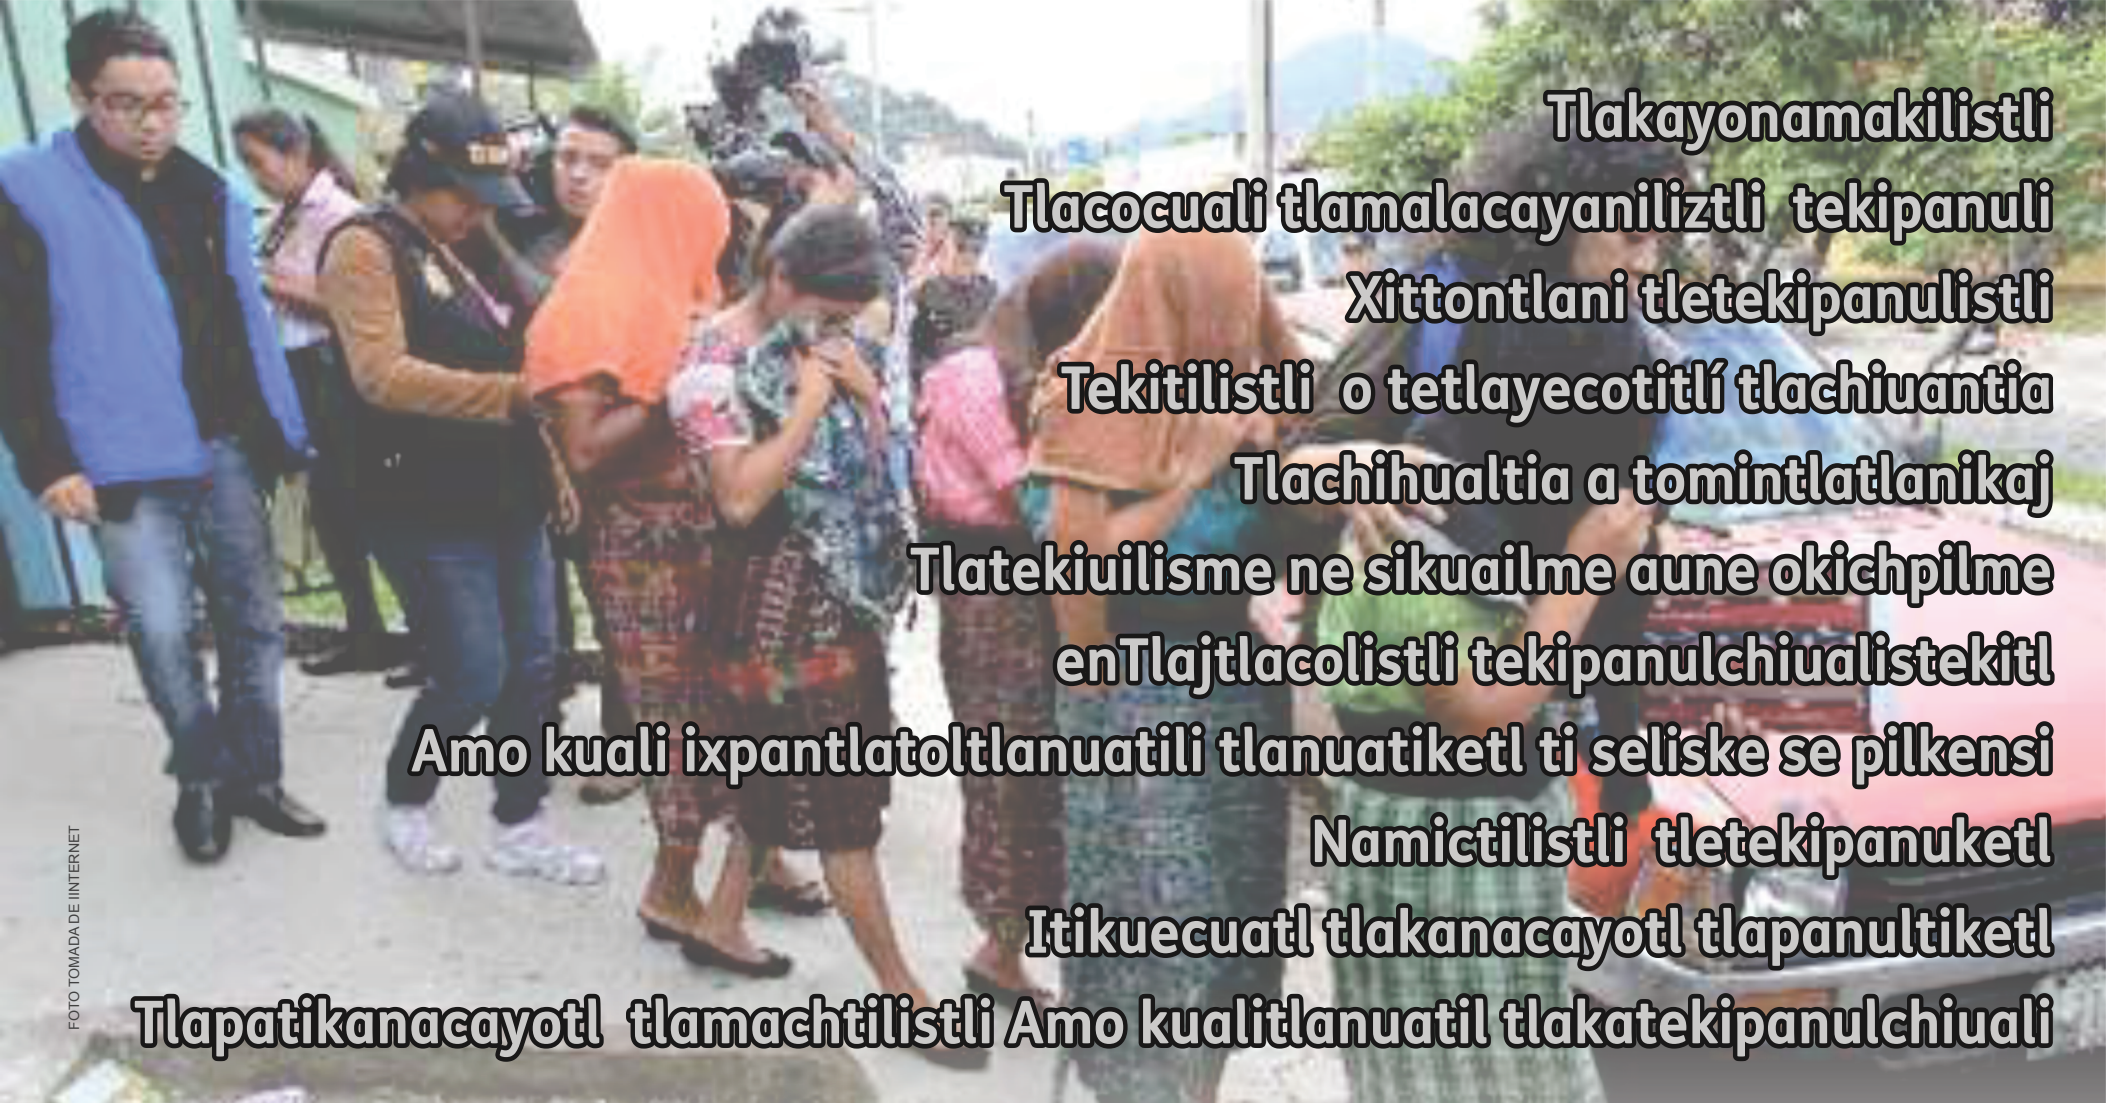 Tlakayonamakilistli
Tlacocuali tlamalacayaniliztli tekipanuli
Xittontlani tletekipanulistli
Tekitilistli o tetlayecotitlí tlachiuantia
Tlachihualtia a tomintlatlanikaj
Tlatekiuilisme ne sikuailme aune okichpilme
enTlajtlacolistli tekipanulchiualistekitl
Amo kuali ixpantlatoltlanuatili tlanuatiketl ti seliske se pilkensi
Namictilistli tletekipanuketl
Itikuecuatl tlakanacayotl tlapanultiketl
Tlapatikanacayotl tlamachtilistli Amo kualitlanuatil tlakatekipanulchiuali
FOTO TOMADA DE IINTERNET